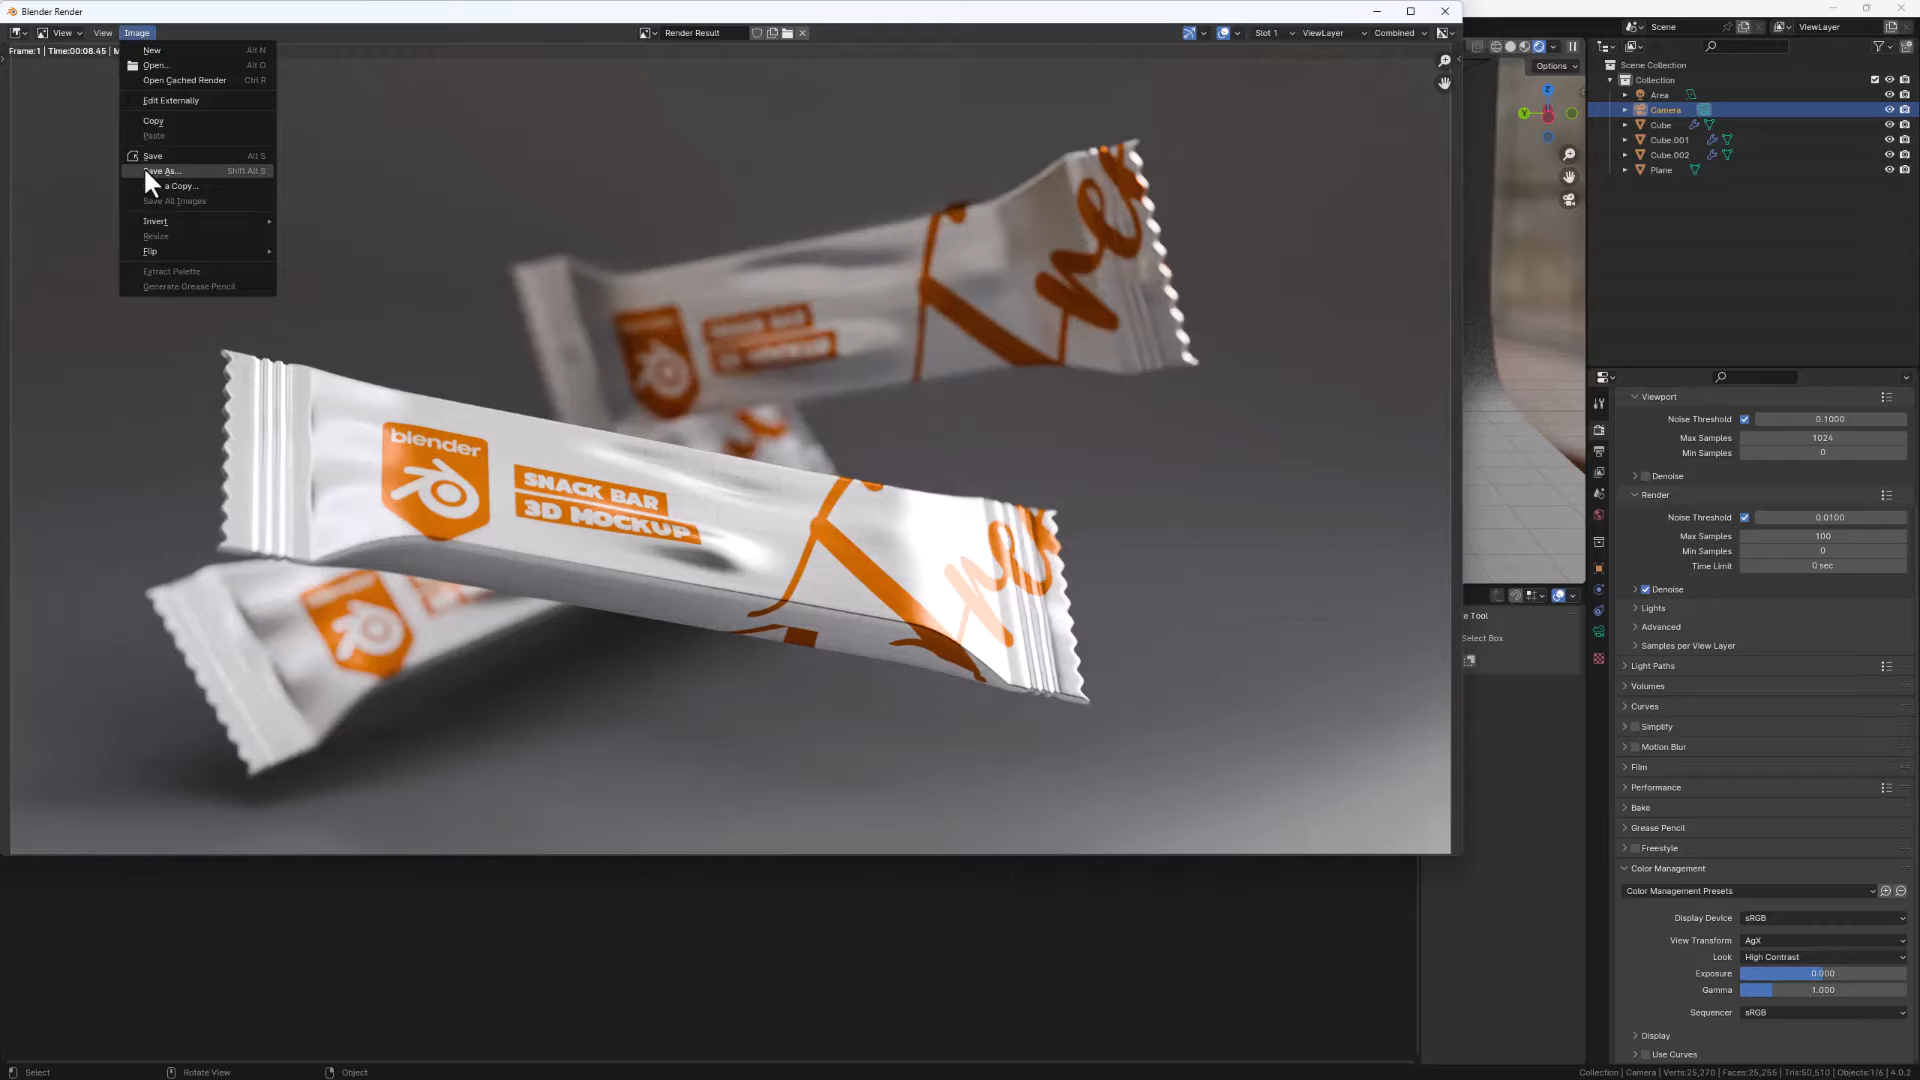 Blender Render
View
View
Image
Render Result
Slot 1
ViewLayer
Combined
Scene
ViewLayer
Frame:1 | Time:00:08.45 | M
New Alt N
Open... Alt O
Open Cached Render Ctrl R
Edit Externally
Copy
Paste
Save Alt S
ave As... Shift Alt S
a Copy...
Save All Images
Invert
Resize
Flip
Extract Palette
Generate Grease Pencil
blender
SNACK BAR
3D MOCKUP
SNACK BAR
3D MOCKUP
Options
Z
Y
Scene Collection
Collection
Area
Camera
Cube
Cube.001
Cube.002
Plane
e Tool
Select Box
Viewport
Noise Threshold 0.1000
Max Samples 1024
Min Samples 0
Denoise
Render
Noise Threshold 0.0100
Max Samples 100
Min Samples 0
Time Limit 0 sec
Denoise
Lights
Advanced
Samples per View Layer
Light Paths
Volumes
Curves
Simplify
Motion Blur
Film
Performance
Bake
Grease Pencil
Freestyle
Color Management
Color Management Presets
Display Device sRGB
View Transform AgX
Look High Contrast
Exposure 0.000
Gamma 1.000
Sequencer sRGB
Display
Use Curves
Select
Rotate View
Object
Collection | Camera | Verts:25,270 | Faces:25,255 | Tris:50,510 | Objects:1/6 | 4.0.2